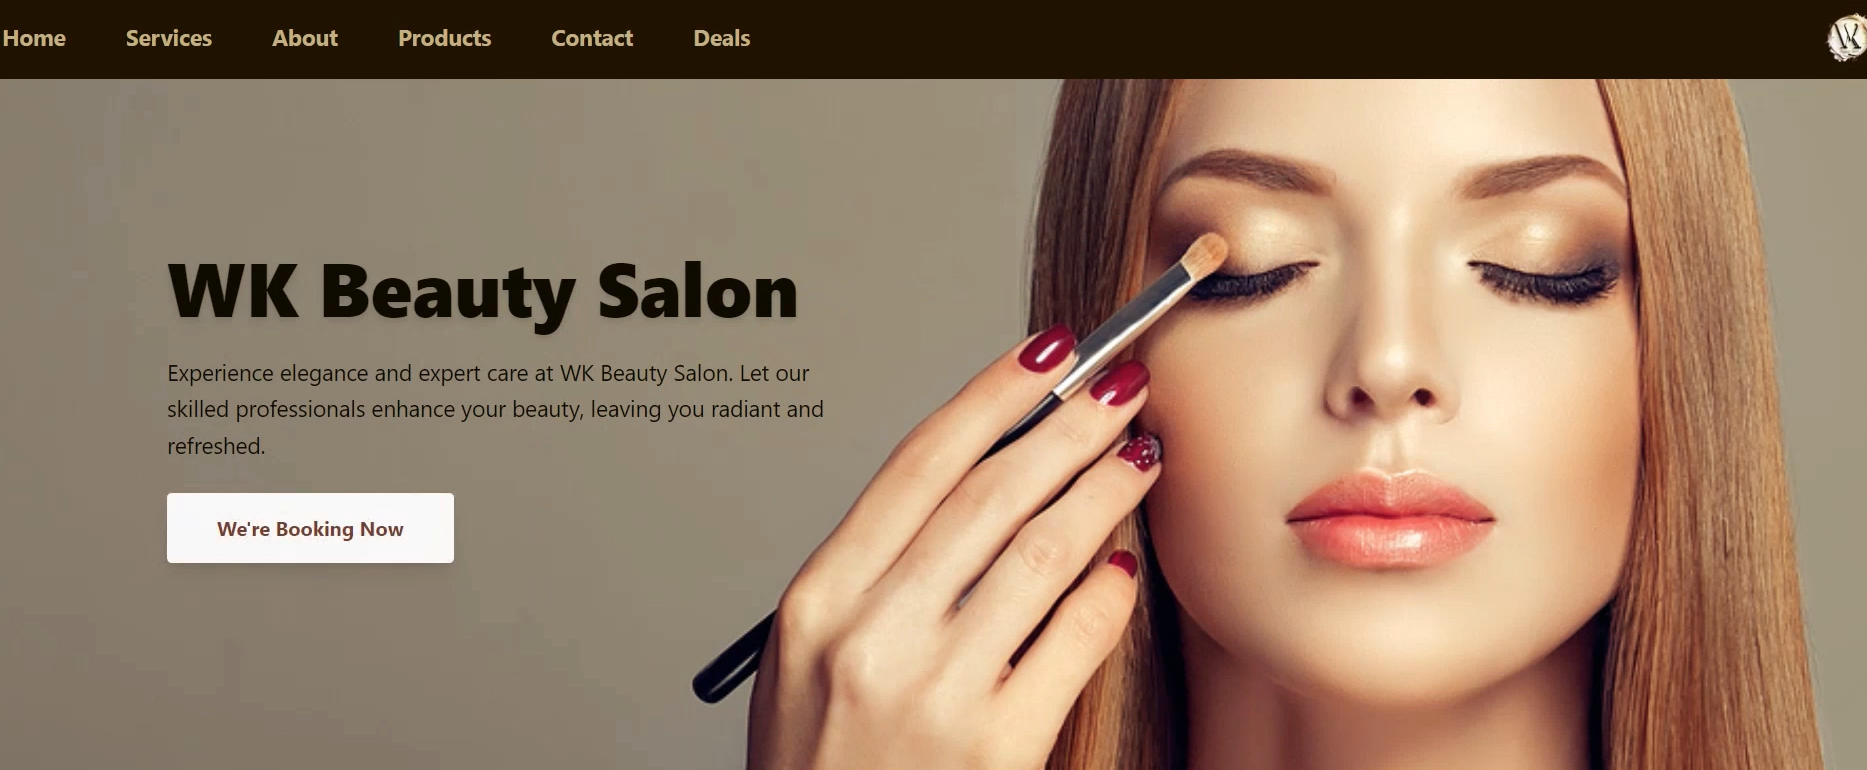 Home Services About Products Contact Deals
WK
WK Beauty Salon
Experience elegance and expert care at WK Beauty Salon. Let our
skilled professionals enhance your beauty, leaving you radiant and
refreshed.
We're Booking Now